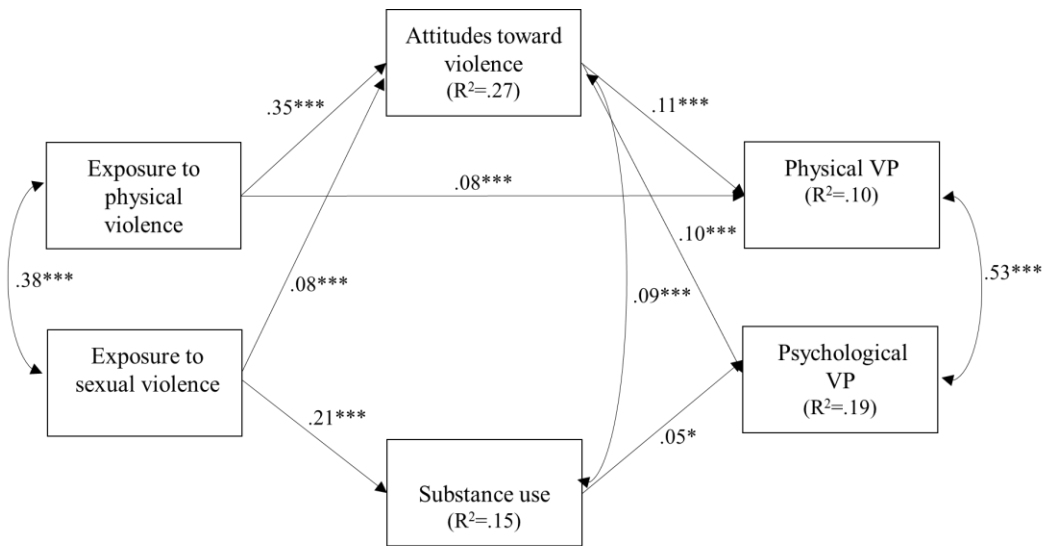 Attitudes toward
violence
(R²=.27)
.35***
.11***
Exposure to
physical
violence
Physical VP
(R²=.10)
.08***
.10***
.38***
.08***
.09***
.53***
Exposure to
sexual violence
Psychological
VP
(R²=.19)
.21***
.05*
Substance use
(R²=.15)